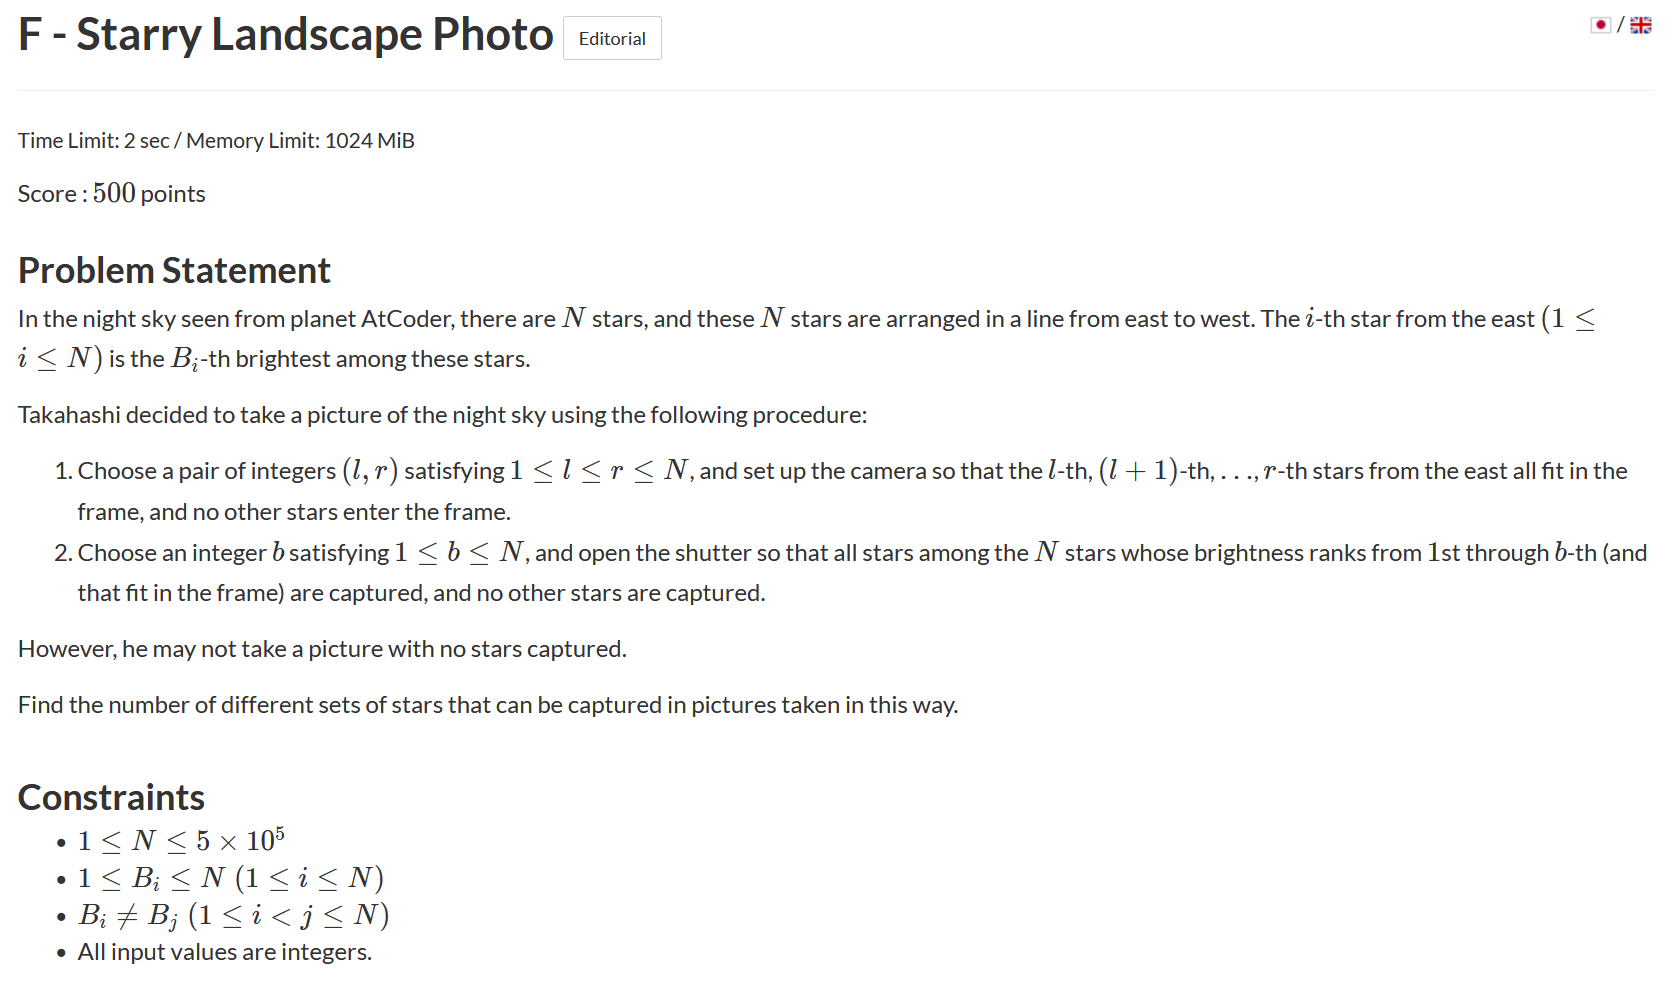 F - Starry Landscape Photo Editorial
/
Time Limit: 2 sec / Memory Limit: 1024 MiB
Score : 500 points
Problem Statement
In the night sky seen from planet AtCoder, there are N stars, and these N stars are arranged in a line from east to west. The i-th star from the east (1 ≤
i ≤ N) is the B_i-th brightest among these stars.
Takahashi decided to take a picture of the night sky using the following procedure:
1. Choose a pair of integers (l, r) satisfying 1 ≤ l ≤ r ≤ N, and set up the camera so that the l-th, (l + 1)-th, . . ., r-th stars from the east all fit in the
frame, and no other stars enter the frame.
2. Choose an integer b satisfying 1 ≤ b ≤ N, and open the shutter so that all stars among the N stars whose brightness ranks from 1st through b-th (and
that fit in the frame) are captured, and no other stars are captured.
However, he may not take a picture with no stars captured.
Find the number of different sets of stars that can be captured in pictures taken in this way.
Constraints
• 1 ≤ N ≤ 5 × 10^5
• 1 ≤ B_i ≤ N (1 ≤ i ≤ N)
• B_i ≠ B_j (1 ≤ i < j ≤ N)
• All input values are integers.